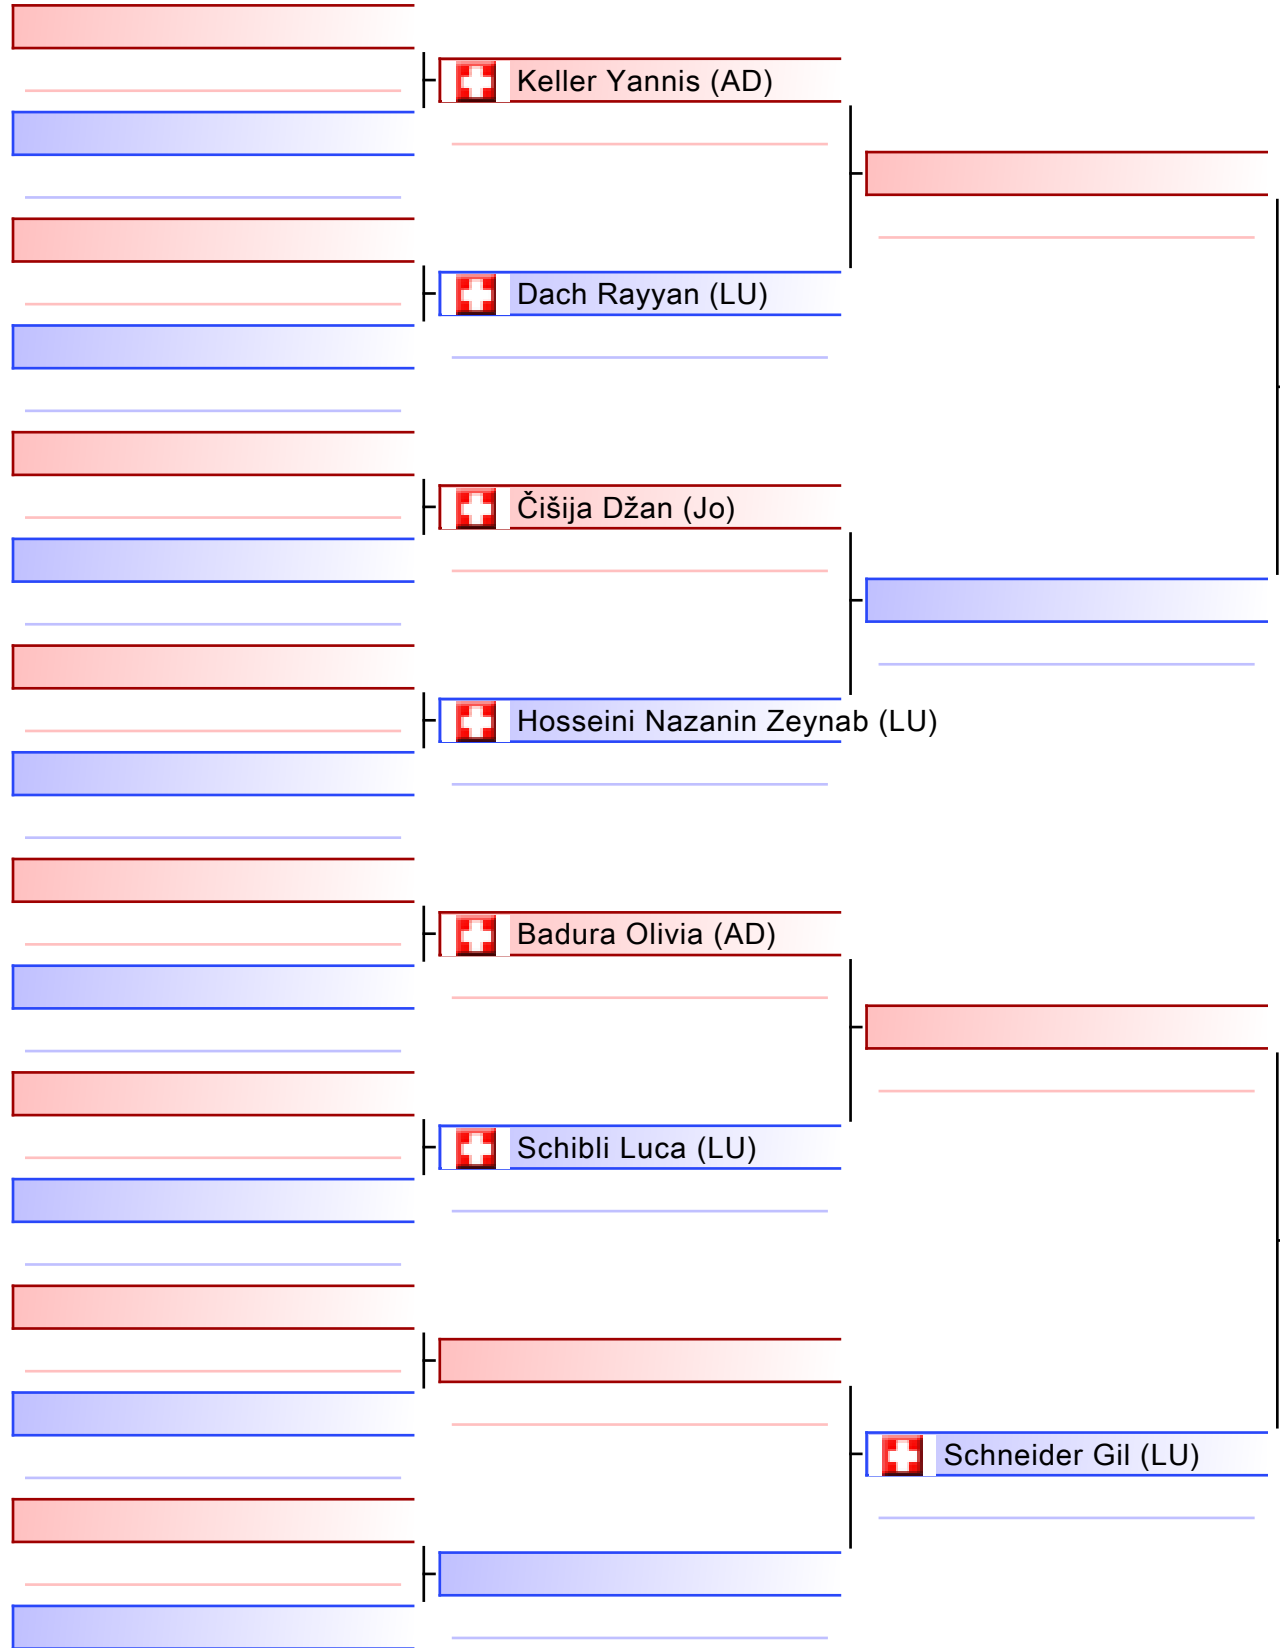 Keller Yannis (AD)
Dach Rayyan (LU)
Čišija Džan (Jo)
Hosseini Nazanin Zeynab (LU)
Badura Olivia (AD)
Schibli Luca (LU)
Schneider Gil (LU)